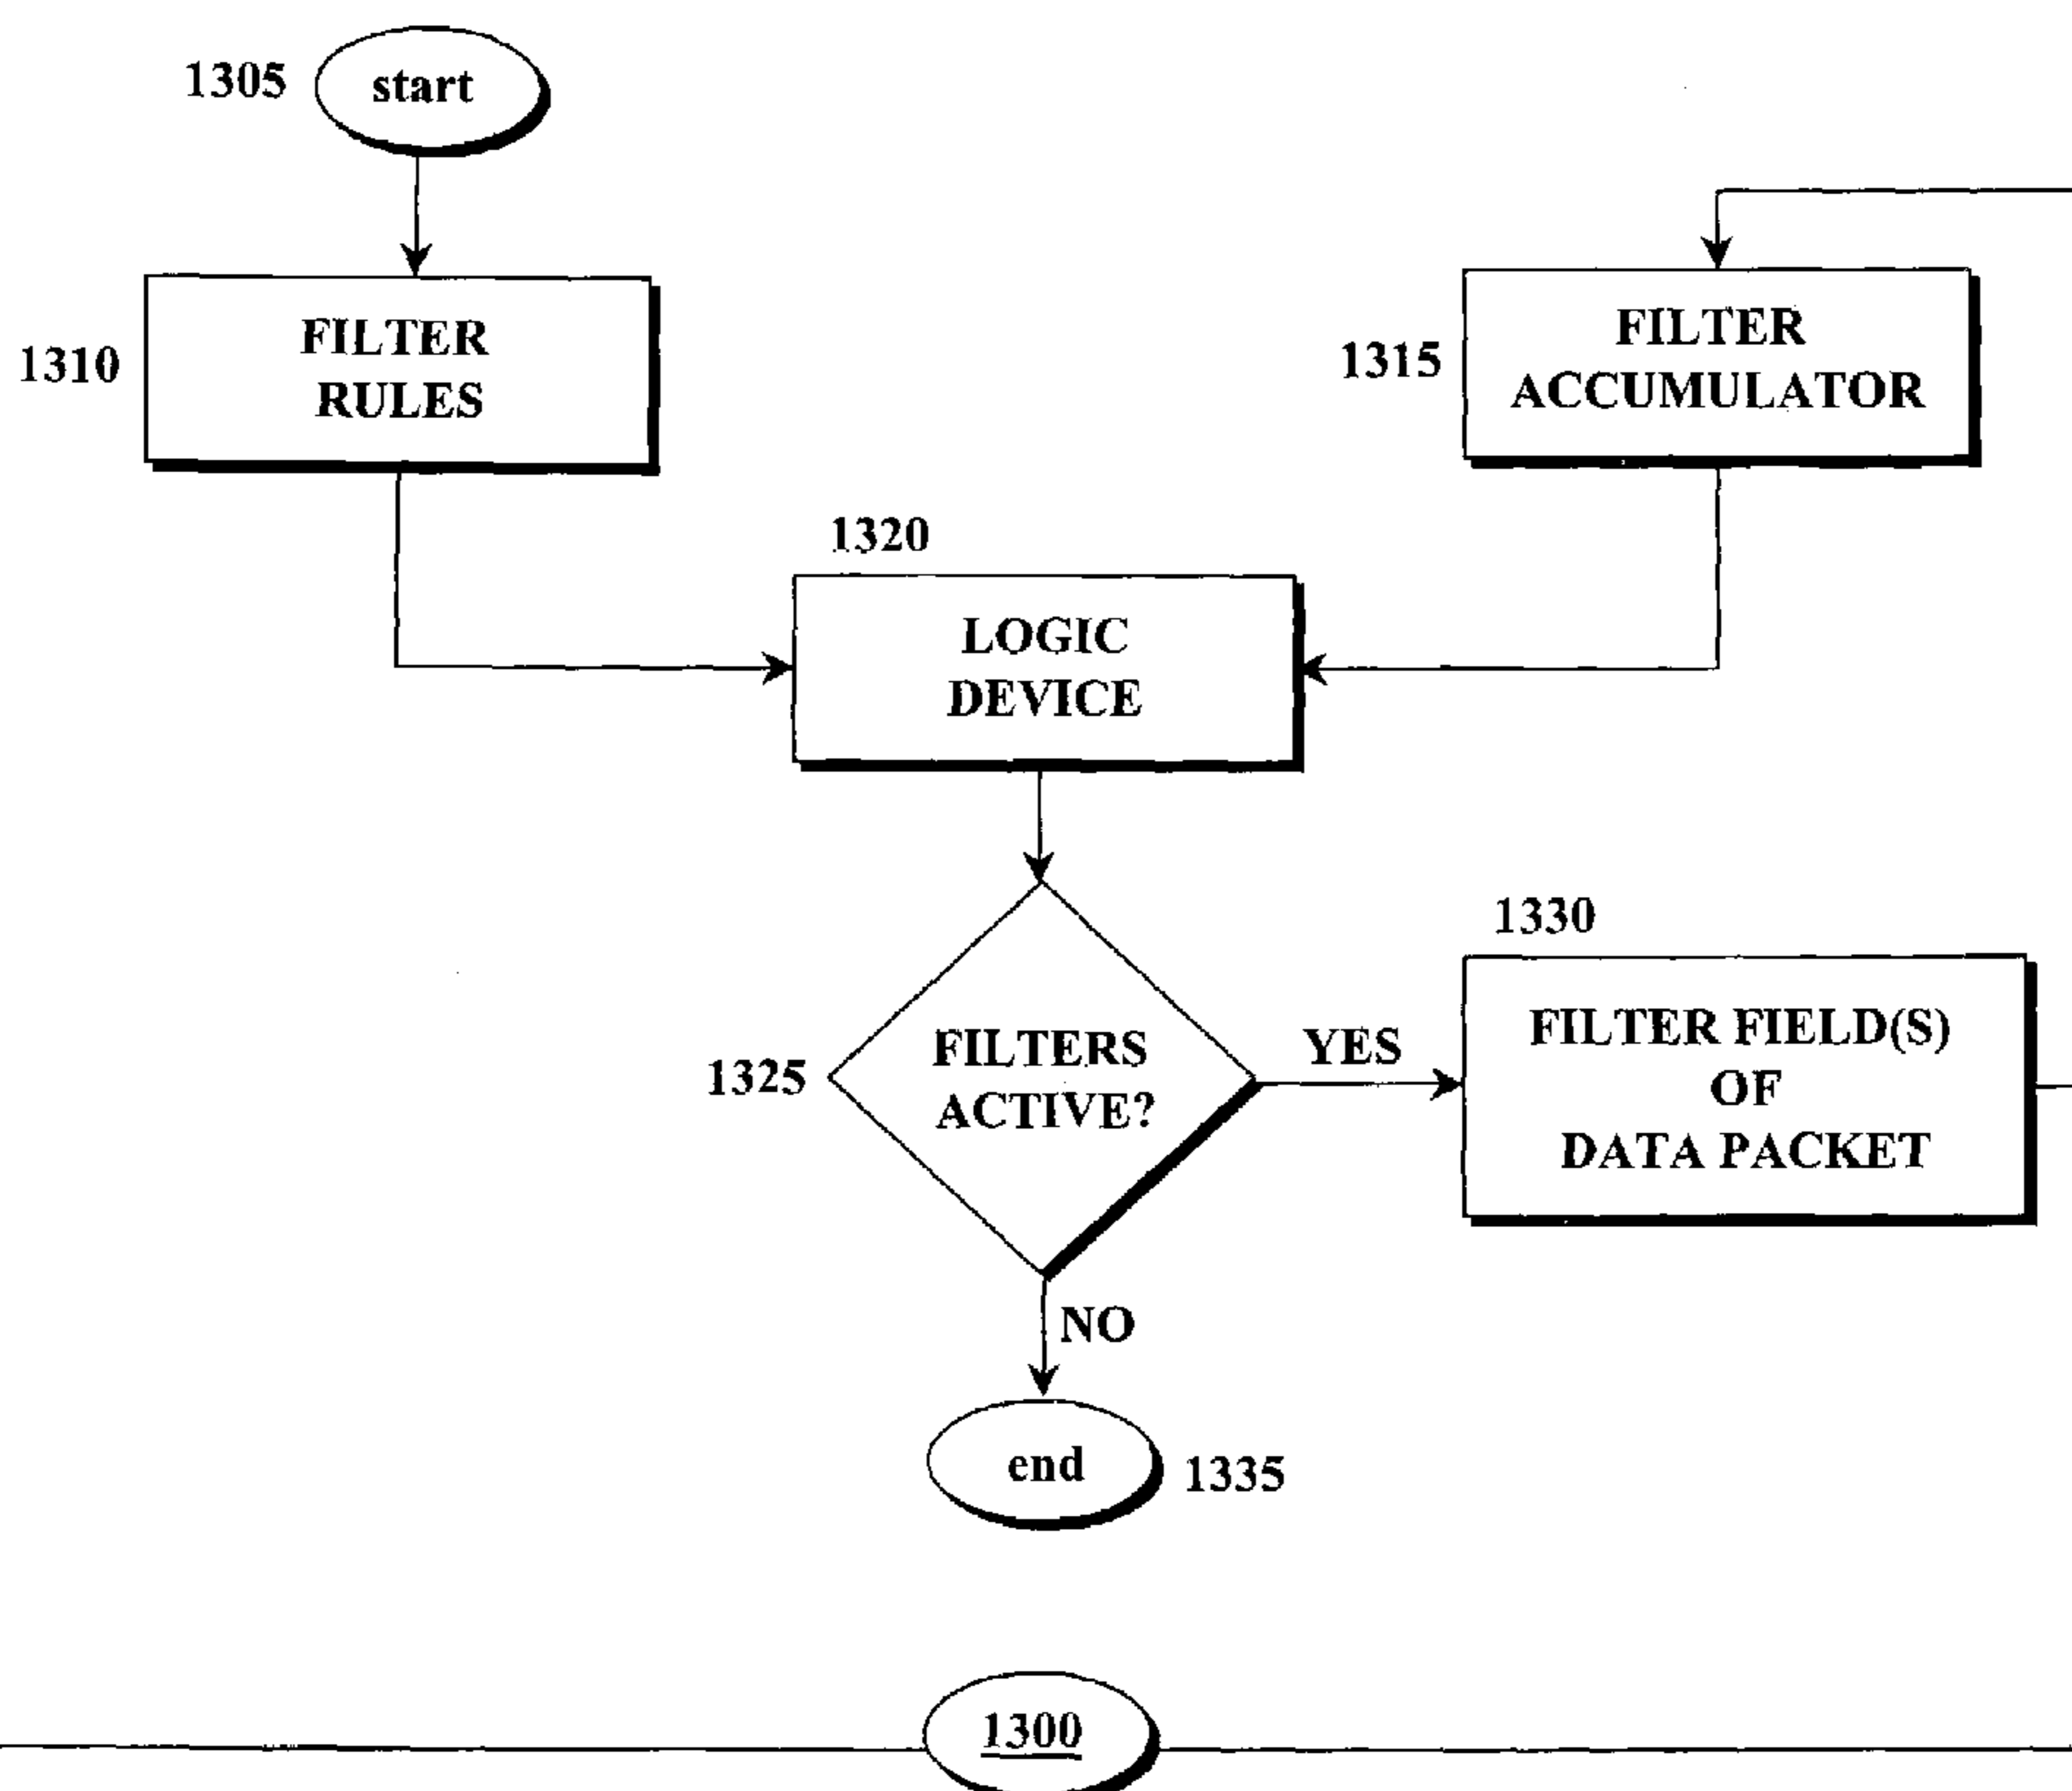 1305
start
1310
FILTER
RULES
1315
FILTER
ACCUMULATOR
1320
LOGIC
DEVICE
1325
FILTERS
ACTIVE?
YES
1330
FILTER FIELD(S)
OF
DATA PACKET
NO
end
1335
1300